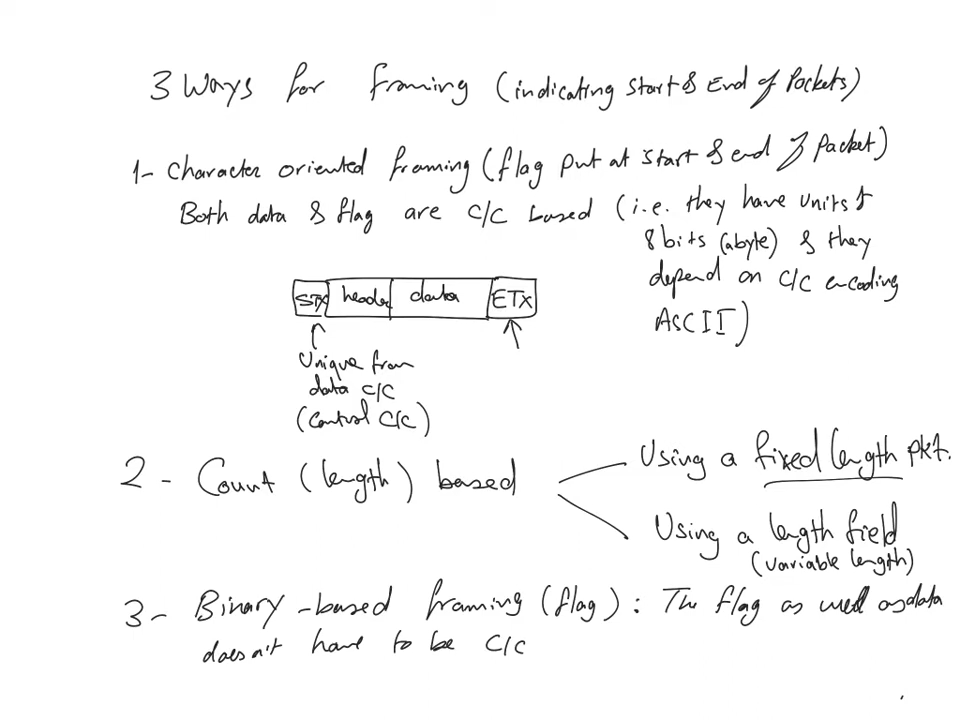 3 Ways for framing (indicating Start & End of Packets)
1- Character oriented framing (flag put at start & end of Packet)
Both data & flag are c/c based (i.e. they have units of
8 bits (a byte) & they
depend on c/c encoding
ASCII)
STX header data ETX
Unique from
data c/c
(Control c/c)
2 - Count (length) based
Using a fixed length pkt.
Using a length field
(variable length)
3 - Binary-based framing (flag) : The flag as well as data
doesn't have to be c/c